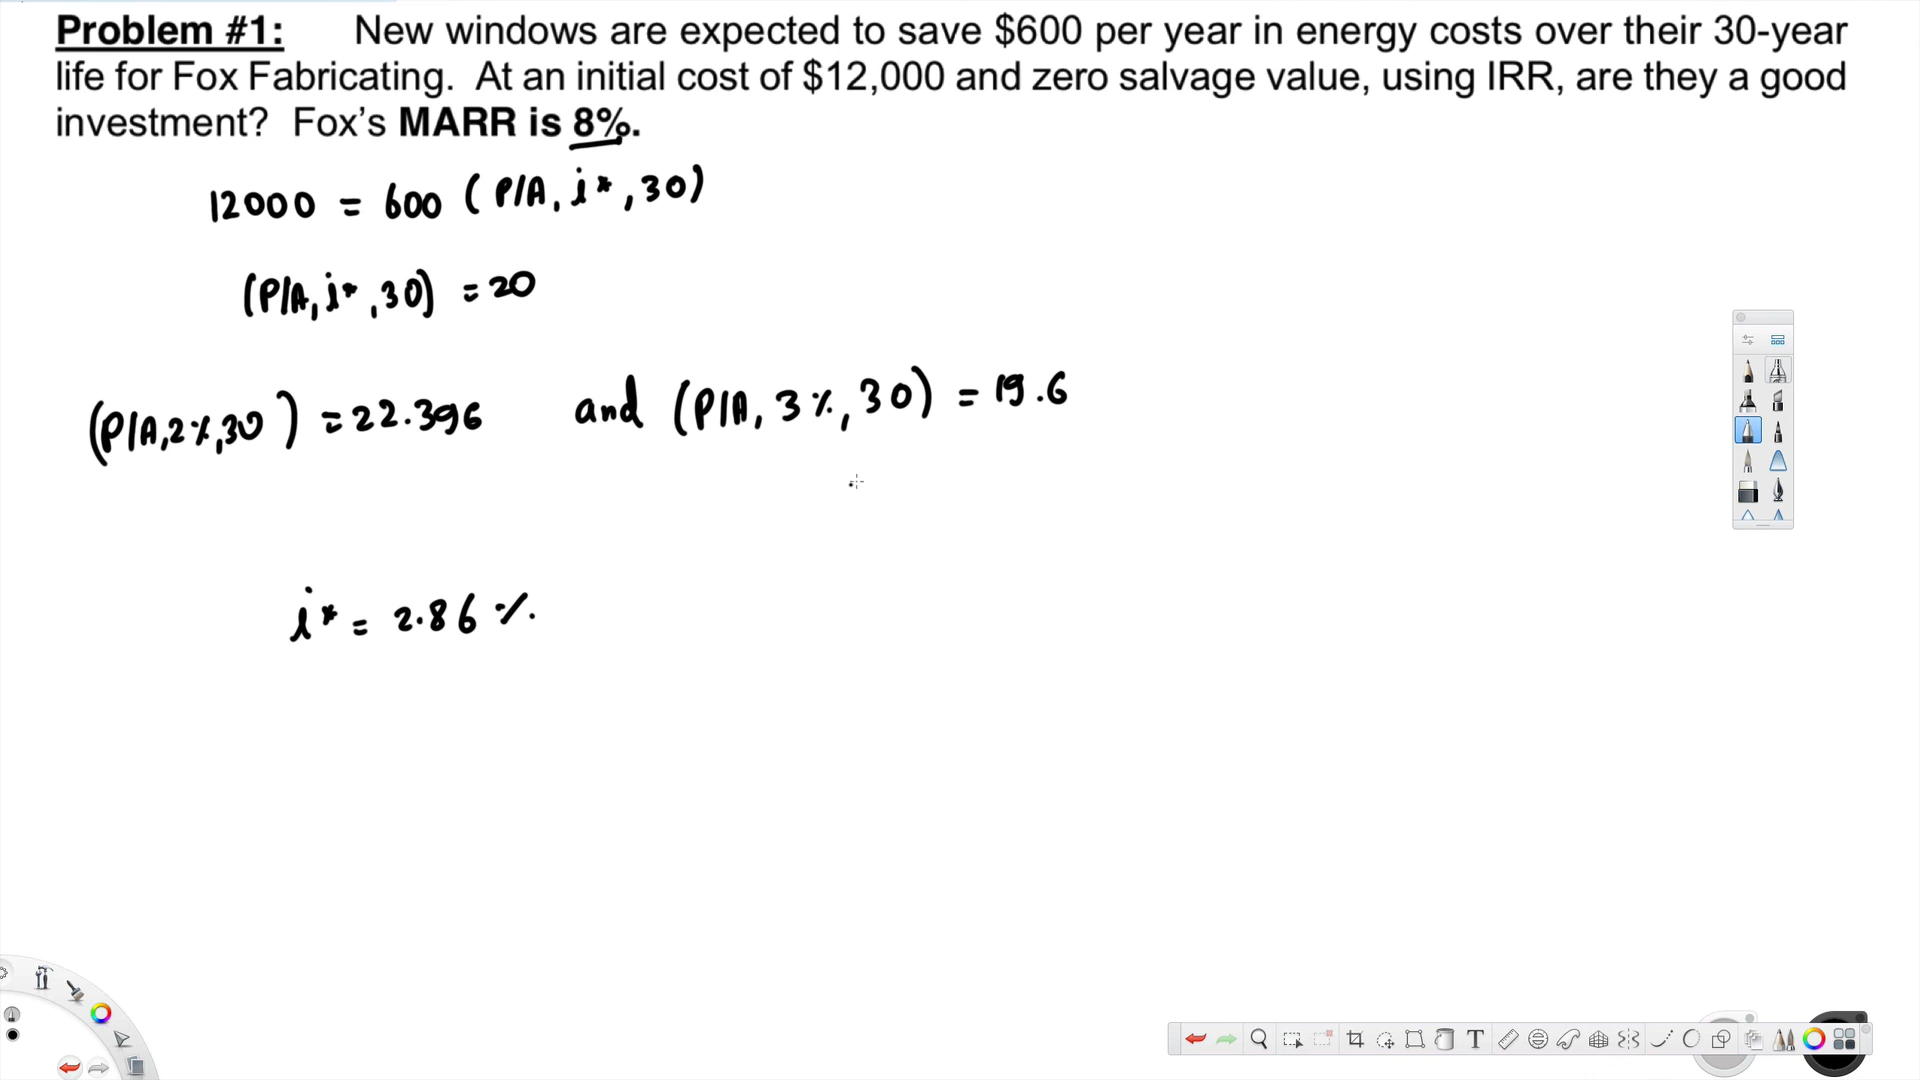 Problem #1: New windows are expected to save $600 per year in energy costs over their 30-year
life for Fox Fabricating. At an initial cost of $12,000 and zero salvage value, using IRR, are they a good
investment? Fox's MARR is 8%.
12000 = 600 (P/A, i*, 30)
(P/A, i*, 30) = 20
(P/A, 2%, 30) = 22.396 and (P/A, 3%, 30) = 19.6
i* = 2.86 %.